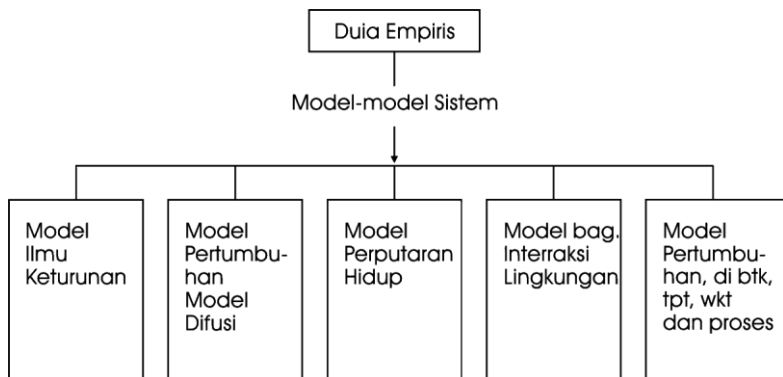 Duia Empiris
Model-model Sistem
Model
Ilmu
Keturunan
Model
Pertumbu-
han
Model
Difusi
Model
Perputaran
Hidup
Model bag.
Interraksi
Lingkungan
Model
Pertumbu-
han, di btk,
tpt, wkt
dan proses